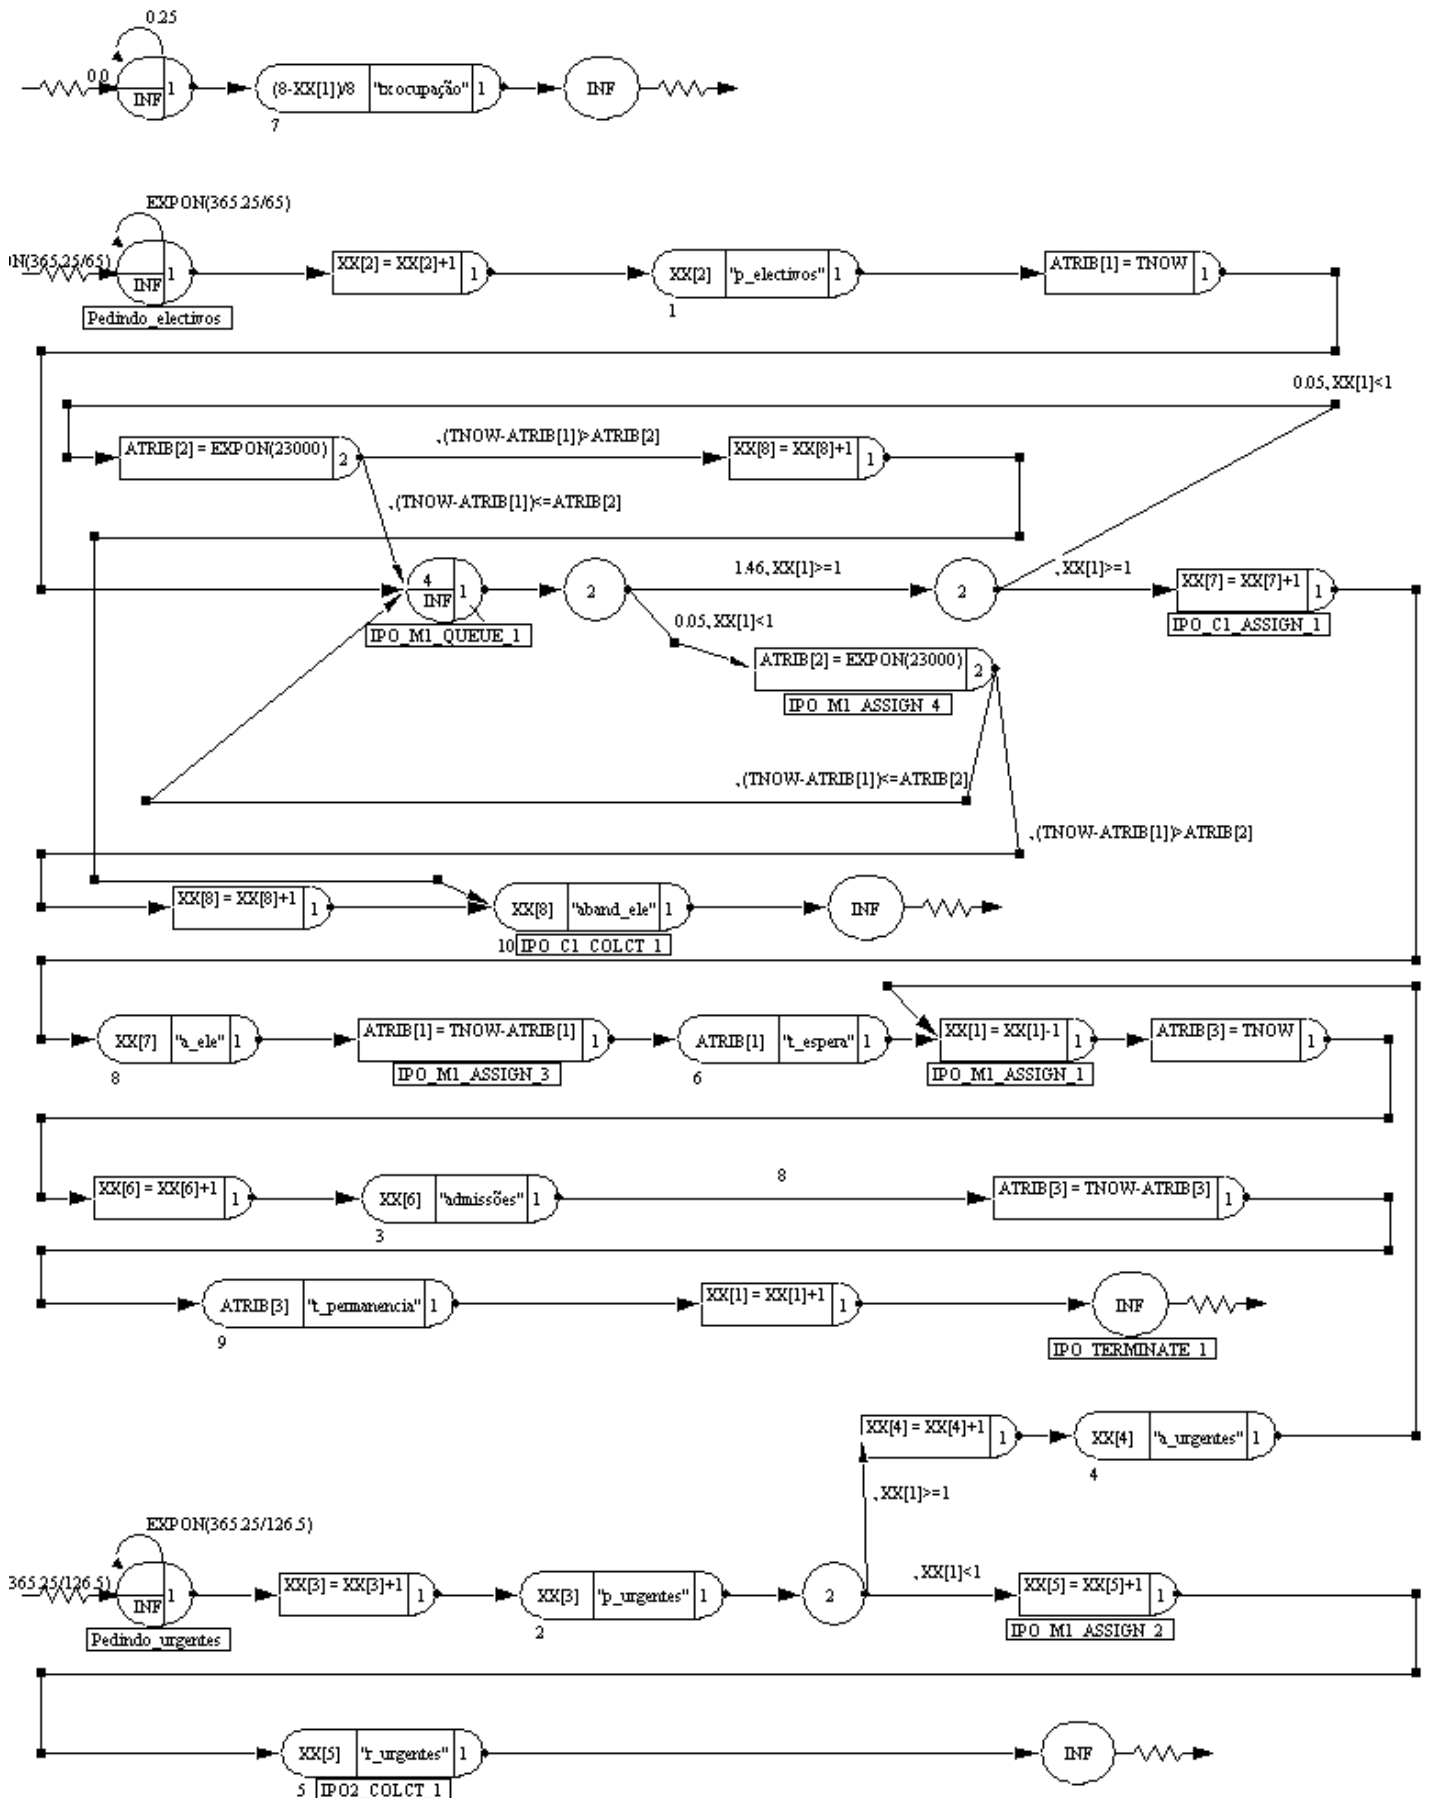 0.25
0.0
INF
1
(8-XX[1])/8
"tx ocupação"
1
INF
7
EXPON(365.25/65)
N(365.25/65)
INF
1
XX[2] = XX[2]+1
1
XX[2]
"p_electivos"
1
ATRIB[1] = TNOW
1
Pedindo_electivos
1
0.05, XX[1]<1
ATRIB[2] = EXPON(23000)
2
,(TNOW-ATRIB[1])>ATRIB[2]
XX[8] = XX[8]+1
1
,(TNOW-ATRIB[1])<=ATRIB[2]
4
INF
1
2
1.46, XX[1]>=1
2
, XX[1]>=1
XX[7] = XX[7]+1
1
IPO_M1_QUEUE_1
0.05, XX[1]<1
IPO_C1_ASSIGN_1
ATRIB[2] = EXPON(23000)
2
IPO_M1_ASSIGN_4
,(TNOW-ATRIB[1])<=ATRIB[2]
,(TNOW-ATRIB[1])>ATRIB[2]
XX[8] = XX[8]+1
1
XX[8]
"aband_ele"
1
INF
10
IPO_C1_COLCT_1
XX[7]
"a_ele"
1
ATRIB[1] = TNOW-ATRIB[1]
1
ATRIB[1]
"t_espera"
1
XX[1] = XX[1]-1
1
ATRIB[3] = TNOW
1
8
IPO_M1_ASSIGN_3
6
IPO_M1_ASSIGN_1
XX[6] = XX[6]+1
1
XX[6]
"admissões"
1
8
ATRIB[3] = TNOW-ATRIB[3]
1
3
ATRIB[3]
"t_permanencia"
1
XX[1] = XX[1]+1
1
INF
9
IPO_TERMINATE_1
XX[4] = XX[4]+1
1
XX[4]
"a_urgentes"
1
4
, XX[1]>=1
EXPON(365.25/126.5)
365.25/126.5)
INF
1
XX[3] = XX[3]+1
1
XX[3]
"p_urgentes"
1
2
, XX[1]<1
XX[5] = XX[5]+1
1
Pedindo_urgentes
2
IPO_M1_ASSIGN_2
XX[5]
"r_urgentes"
1
INF
5
IPO2_COLCT_1